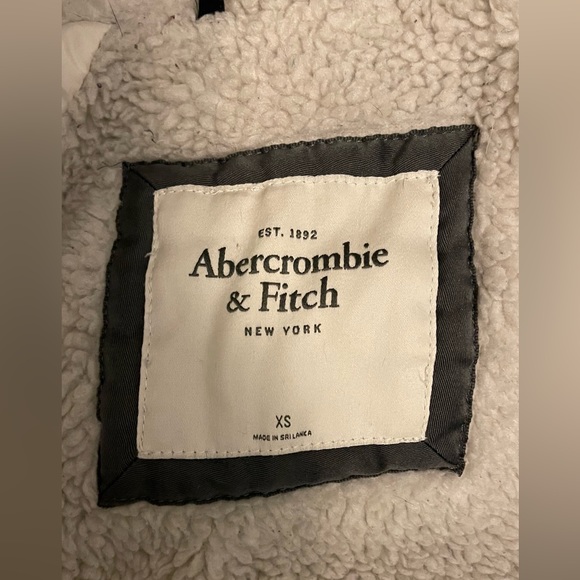 EST. 1892
Abercrombie
& Fitch
NEW YORK
XS
MADE IN SRI LANKA